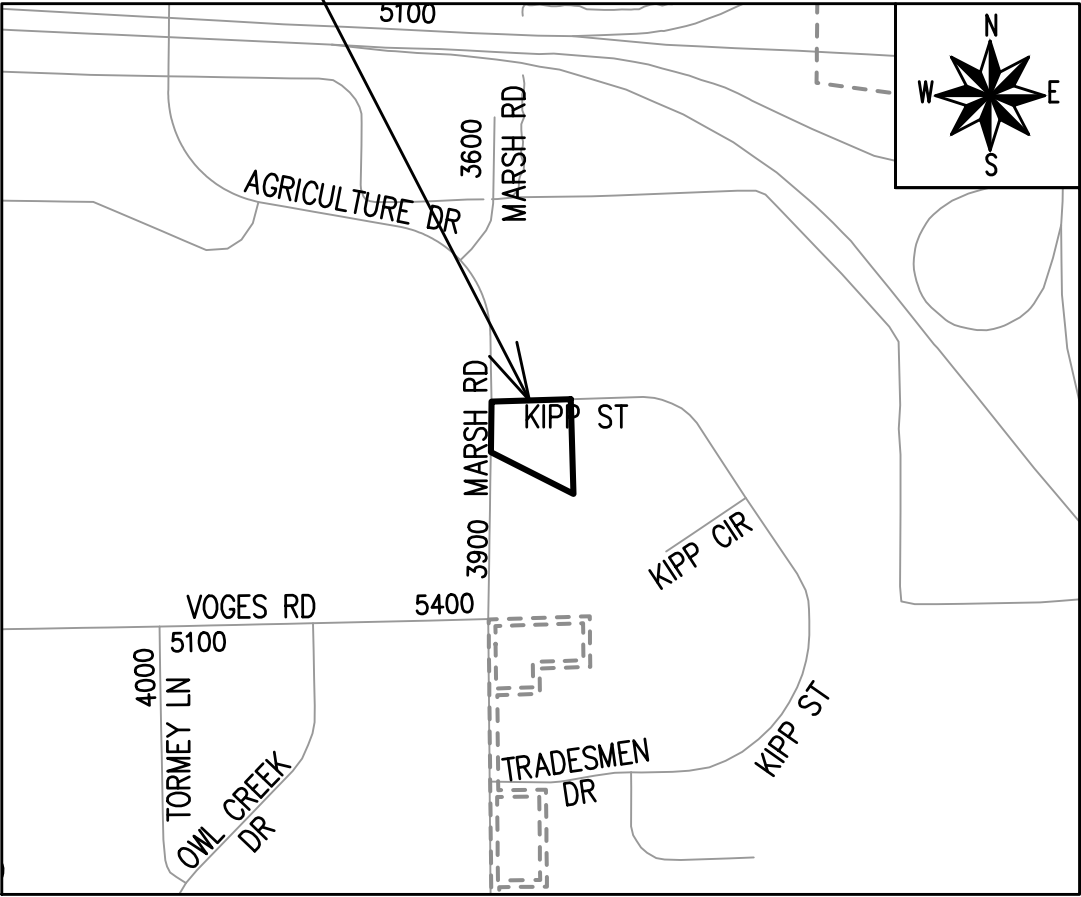 5100
N
W
E
S
3600
MARSH RD
AGRICULTURE DR
MARSH RD
KIPP ST
3900
KIPP CIR
VOGES RD
5400
5100
4000
TORMEY LN
OWL CREEK
DR
KIPP ST
TRADESMEN
DR